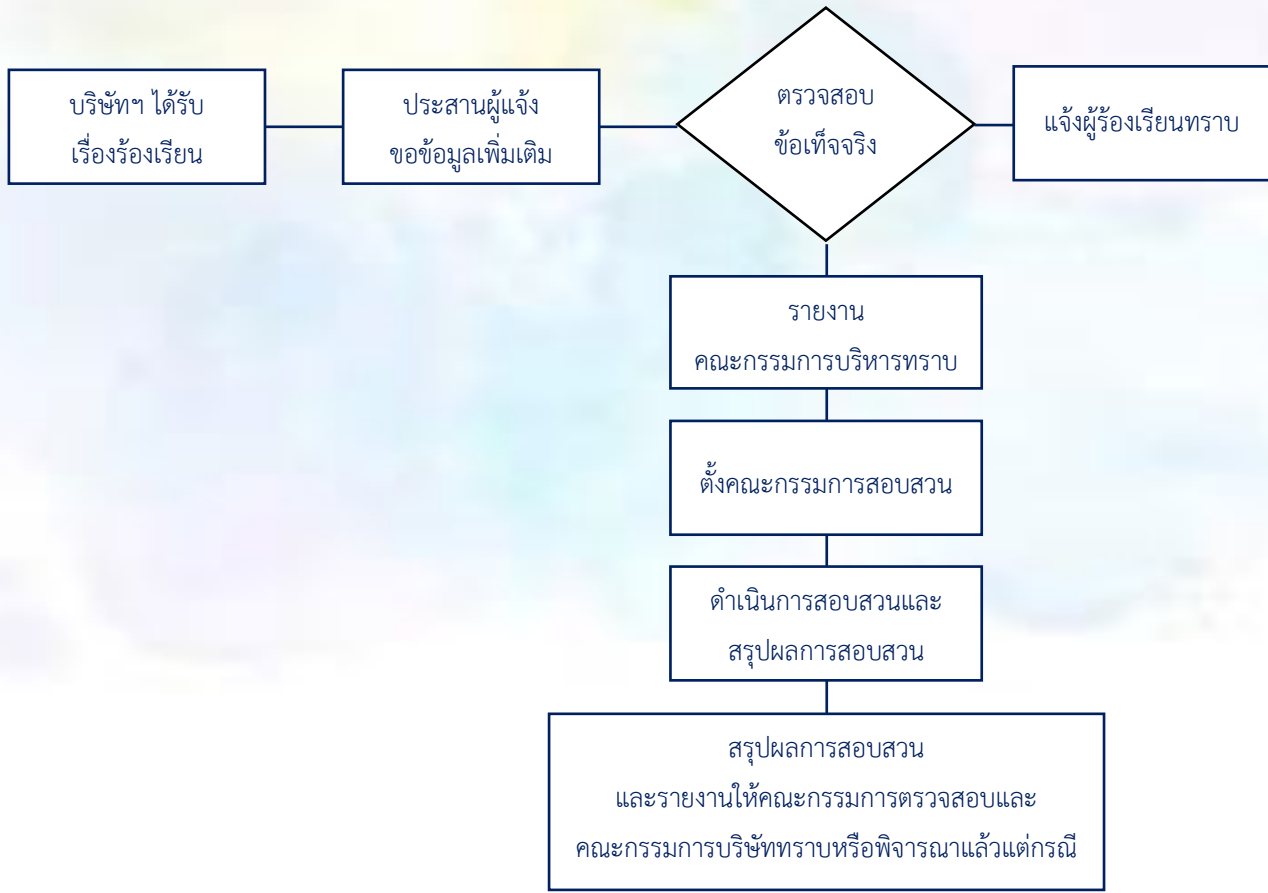 บริษัทฯ ได้รับ
เรื่องร้องเรียน
ประสานผู้แจ้ง
ขอข้อมูลเพิ่มเติม
ตรวจสอบ
ข้อเท็จจริง
แจ้งผู้ร้องเรียนทราบ
รายงาน
คณะกรรมการบริหารทราบ
ตั้งคณะกรรมการสอบสวน
ดำเนินการสอบสวนและ
สรุปผลการสอบสวน
สรุปผลการสอบสวน
และรายงานให้คณะกรรมการตรวจสอบและ
คณะกรรมการบริษัททราบหรือพิจารณาแล้วแต่กรณี